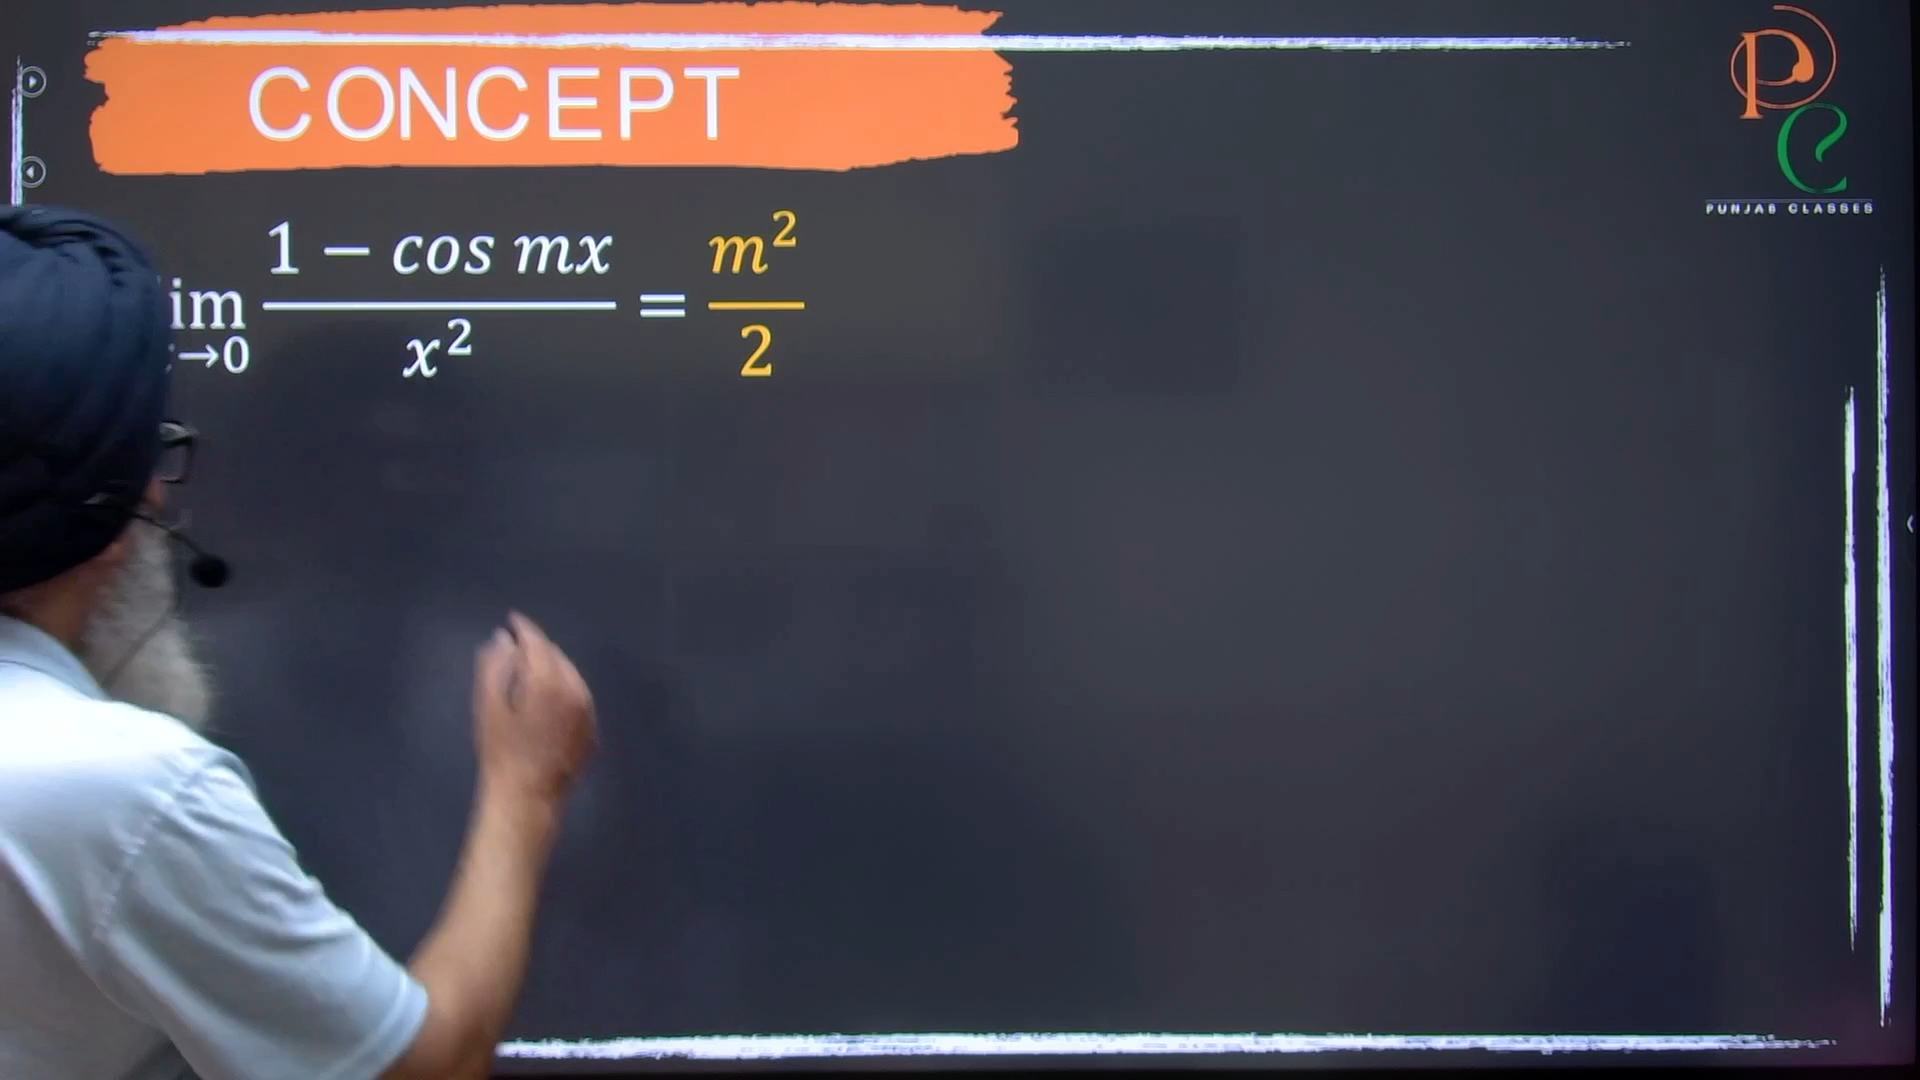 CONCEPT
PUNJAB CLASSES
im 1 − cos mx / x² = m² / 2
→0